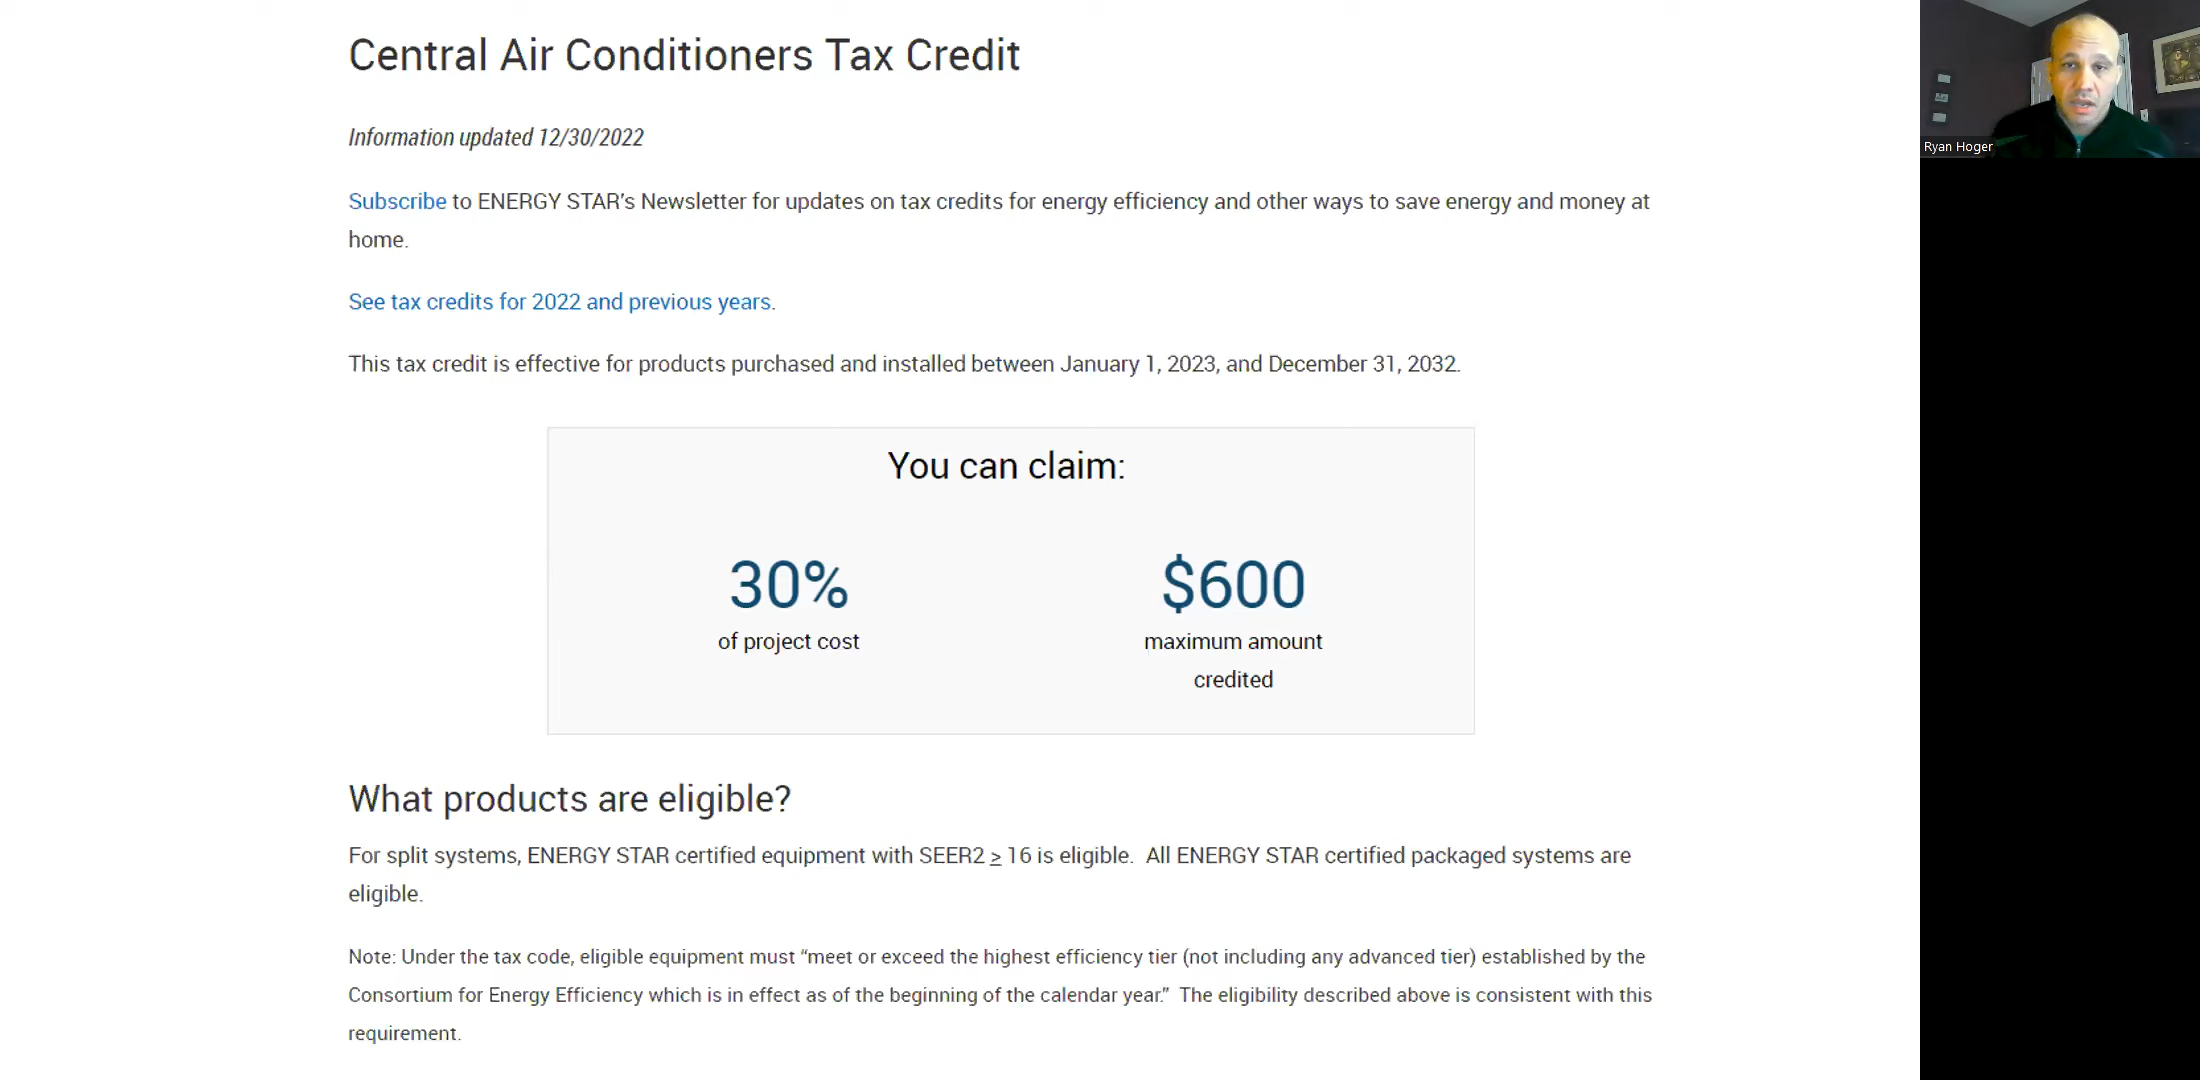 Central Air Conditioners Tax Credit
Information updated 12/30/2022
Subscribe to ENERGY STAR's Newsletter for updates on tax credits for energy efficiency and other ways to save energy and money at
home.
See tax credits for 2022 and previous years.
This tax credit is effective for products purchased and installed between January 1, 2023, and December 31, 2032.
You can claim:
30%
of project cost
$600
maximum amount
credited
What products are eligible?
For split systems, ENERGY STAR certified equipment with SEER2 ≥ 16 is eligible.  All ENERGY STAR certified packaged systems are
eligible.
Note: Under the tax code, eligible equipment must “meet or exceed the highest efficiency tier (not including any advanced tier) established by the
Consortium for Energy Efficiency which is in effect as of the beginning of the calendar year.”  The eligibility described above is consistent with this
requirement.
Ryan Hoger